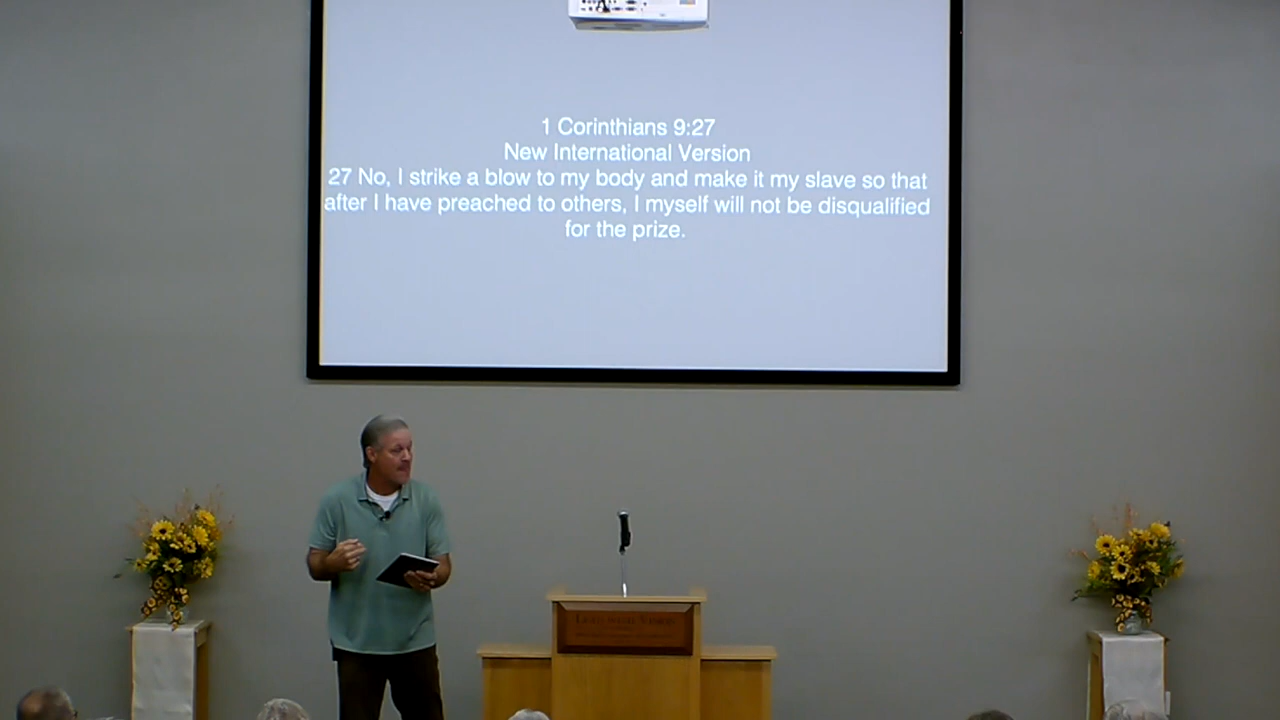 1 Corinthians 9:27
New International Version
27 No, I strike a blow to my body and make it my slave so that
after I have preached to others, I myself will not be disqualified
for the prize.